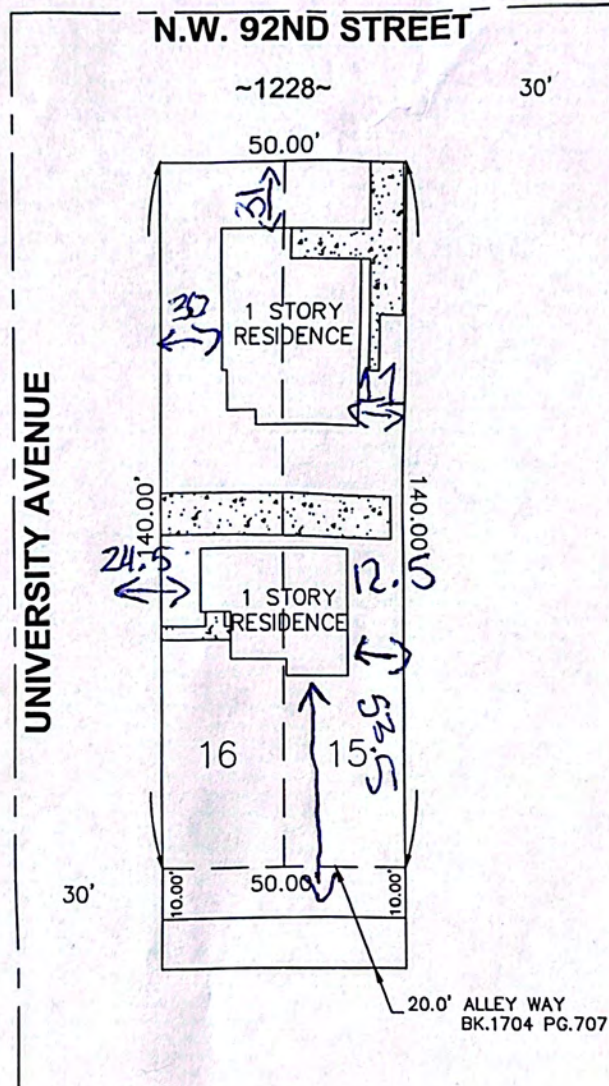 N.W. 92ND STREET
~1228~
30'
50.00'
31
30
1 STORY
RESIDENCE
11
UNIVERSITY AVENUE
140.00'
140.00'
24.5
1 STORY
RESIDENCE
12.5
53.5
16
15
30'
10.00'
50.00'
10.00'
20.0' ALLEY WAY
BK.1704 PG.707